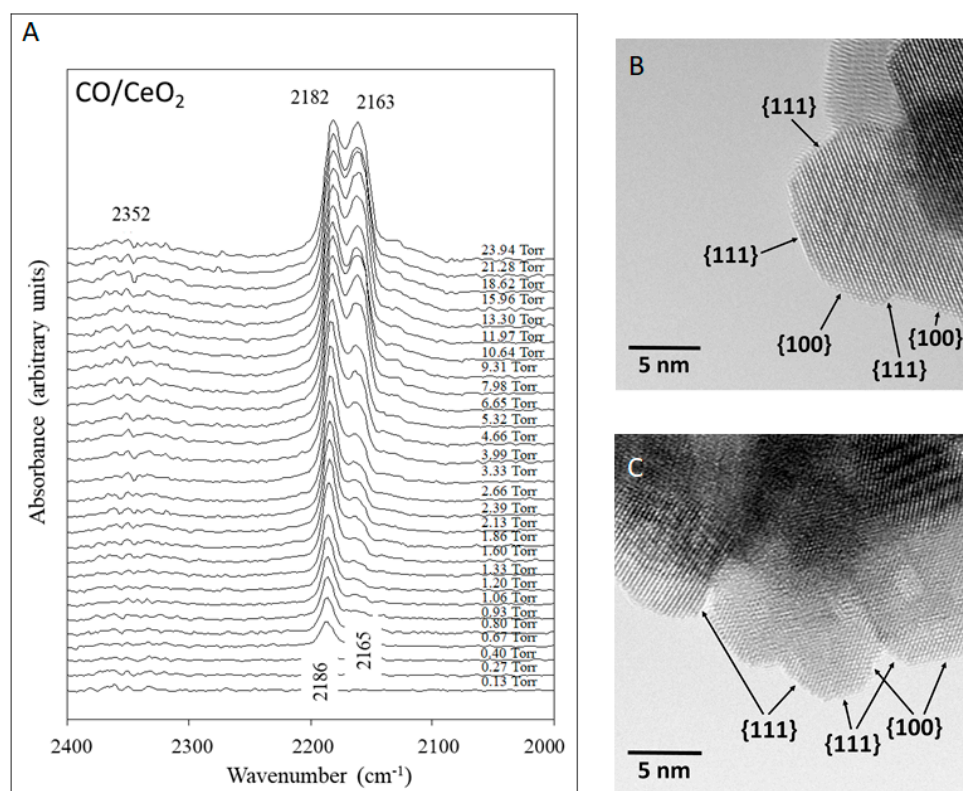 A
CO/CeO₂
2182 2163
2352
23.94 Torr
21.28 Torr
18.62 Torr
15.96 Torr
13.30 Torr
11.97 Torr
10.64 Torr
9.31 Torr
7.98 Torr
6.65 Torr
5.32 Torr
4.66 Torr
3.99 Torr
3.33 Torr
2.66 Torr
2.39 Torr
2.13 Torr
1.86 Torr
1.60 Torr
1.33 Torr
1.20 Torr
1.06 Torr
0.93 Torr
0.80 Torr
0.67 Torr
0.40 Torr
0.27 Torr
0.13 Torr
2186
2165
Absorbance (arbitrary units)
2400 2300 2200 2100 2000
Wavenumber (cm⁻¹)
B
{111}
{111}
{100}
{111}
{100}
5 nm
C
{111}
{111}
{100}
5 nm